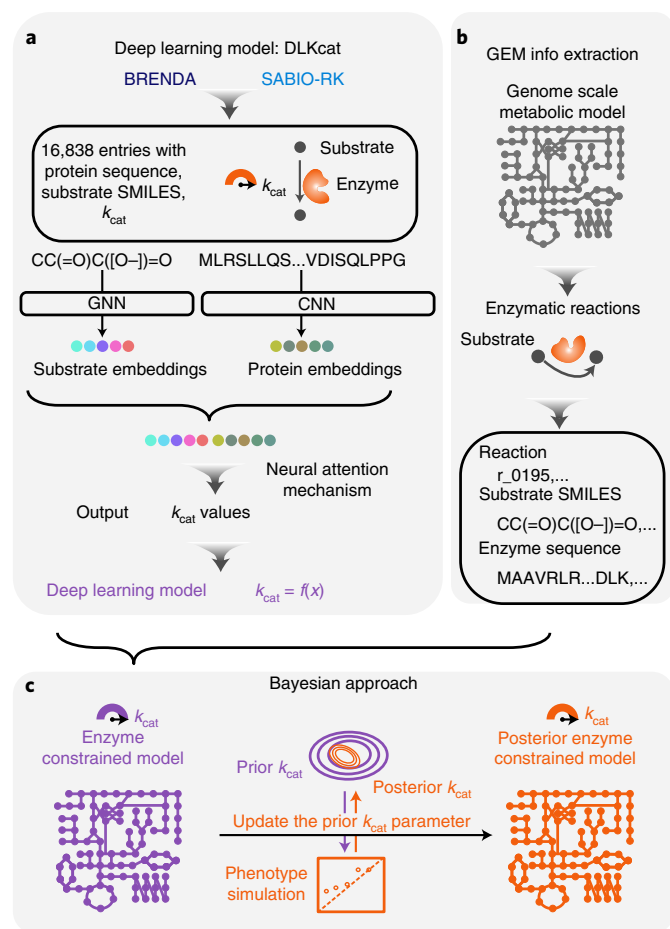 a
Deep learning model: DLKcat
BRENDA SABIO-RK
16,838 entries with
protein sequence,
substrate SMILES,
kcat
Substrate
kcat
Enzyme
CC(=O)C([O–])=O MLRSLLQS...VDISQLPPG
GNN CNN
Substrate embeddings Protein embeddings
Neural attention
mechanism
Output kcat values
Deep learning model kcat = f(x)
b
GEM info extraction
Genome scale
metabolic model
Enzymatic reactions
Substrate
Reaction
r_0195,...
Substrate SMILES
CC(=O)C([O–])=O,...
Enzyme sequence
MAAVRLR...DLK,...
c
Bayesian approach
kcat
Enzyme
constrained model
Prior kcat
Posterior kcat
Update the prior kcat parameter
Phenotype
simulation
kcat
Posterior enzyme
constrained model